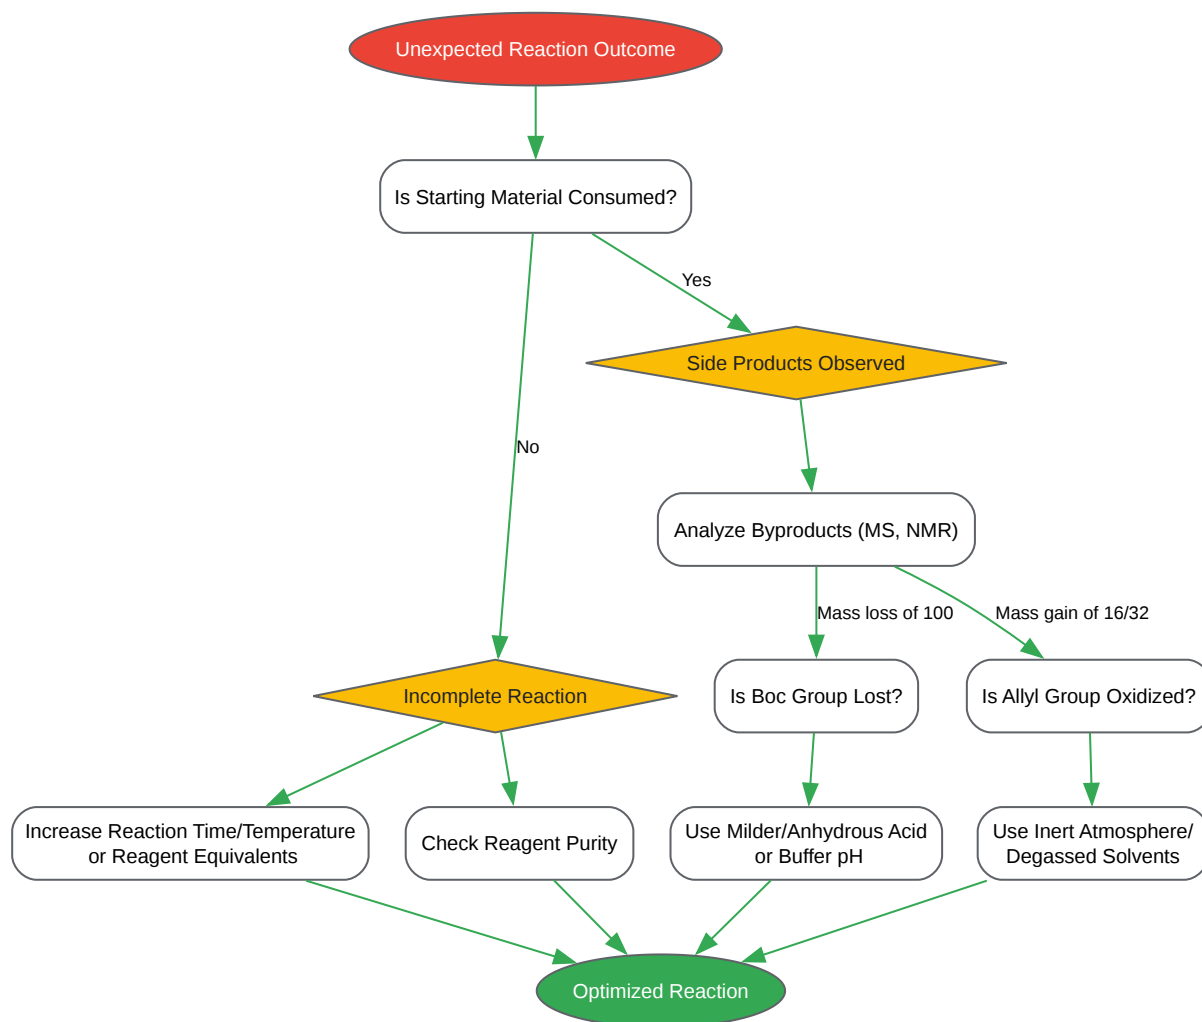 Unexpected Reaction Outcome
Is Starting Material Consumed?
Yes
Side Products Observed
No
Analyze Byproducts (MS, NMR)
Mass loss of 100
Mass gain of 16/32
Incomplete Reaction
Is Boc Group Lost?
Is Allyl Group Oxidized?
Increase Reaction Time/Temperature
or Reagent Equivalents
Check Reagent Purity
Use Milder/Anhydrous Acid
or Buffer pH
Use Inert Atmosphere/
Degassed Solvents
Optimized Reaction